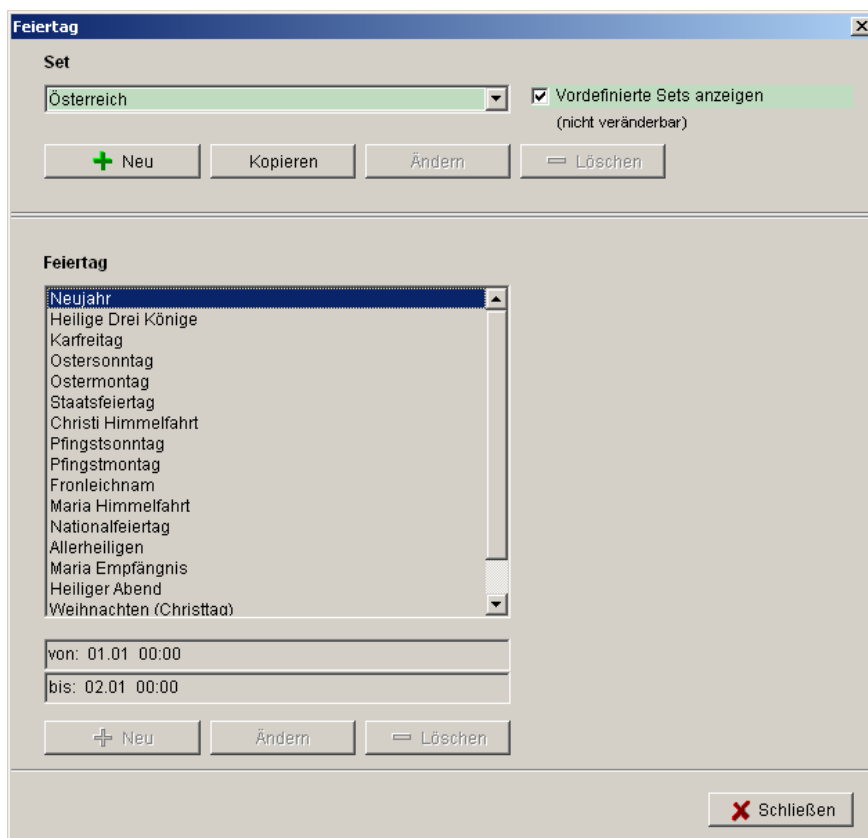 Feiertag
Set
Österreich
Vordefinierte Sets anzeigen
(nicht veränderbar)
Neu
Kopieren
Ändern
Löschen
Feiertag
Neujahr
Heilige Drei Könige
Karfreitag
Ostersonntag
Ostermontag
Staatsfeiertag
Christi Himmelfahrt
Pfingstsonntag
Pfingstmontag
Fronleichnam
Maria Himmelfahrt
Nationalfeiertag
Allerheiligen
Maria Empfängnis
Heiliger Abend
Weihnachten (Christtag)
von: 01.01 00:00
bis: 02.01 00:00
Neu
Ändern
Löschen
Schließen